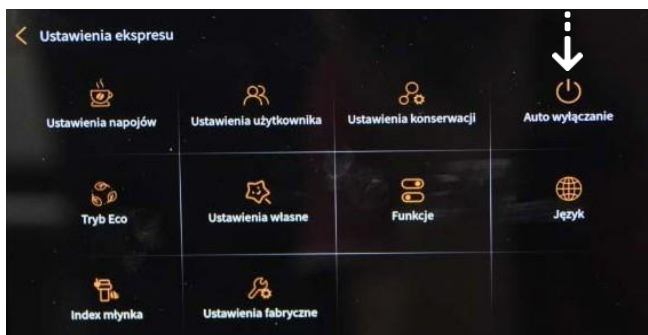 Ustawienia ekspresu
Ustawienia napojów
Ustawienia użytkownika
Ustawienia konserwacji
Auto wyłączanie
Tryb Eco
Ustawienia własne
Funkcje
Język
Index młynka
Ustawienia fabryczne